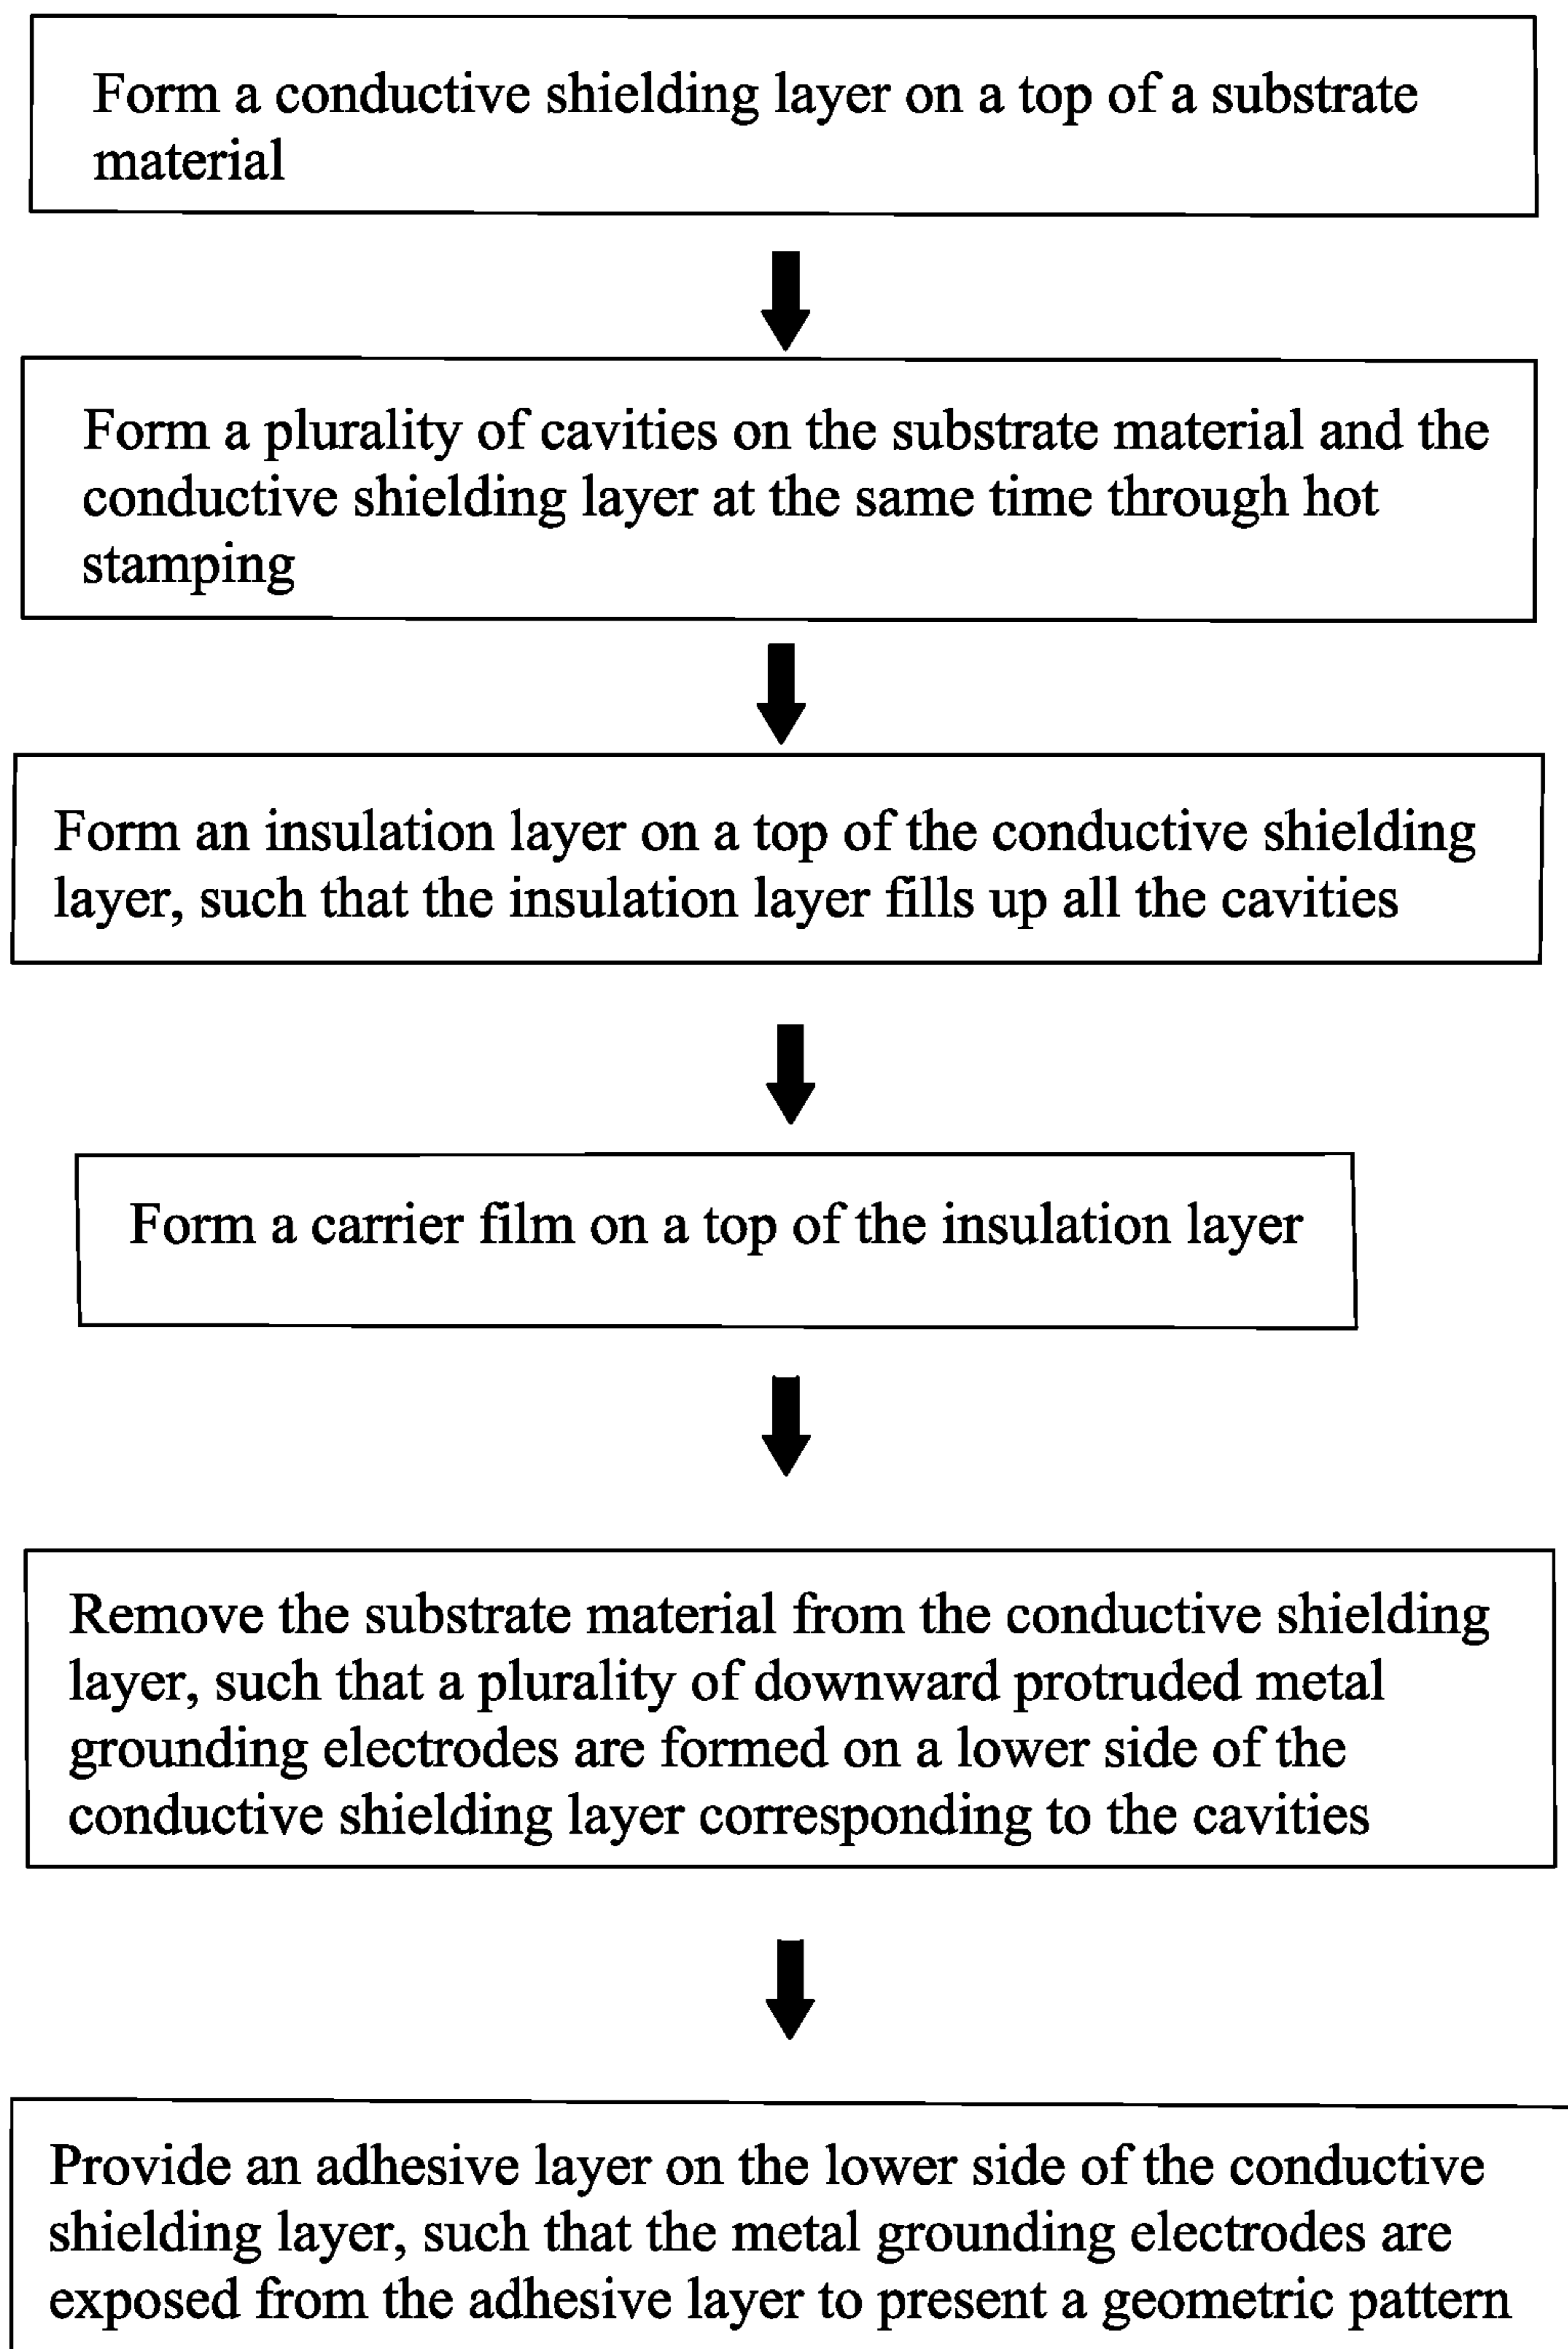 Form a conductive shielding layer on a top of a substrate
material
Form a plurality of cavities on the substrate material and the
conductive shielding layer at the same time through hot
stamping
Form an insulation layer on a top of the conductive shielding
layer, such that the insulation layer fills up all the cavities
Form a carrier film on a top of the insulation layer
Remove the substrate material from the conductive shielding
layer, such that a plurality of downward protruded metal
grounding electrodes are formed on a lower side of the
conductive shielding layer corresponding to the cavities
Provide an adhesive layer on the lower side of the conductive
shielding layer, such that the metal grounding electrodes are
exposed from the adhesive layer to present a geometric pattern